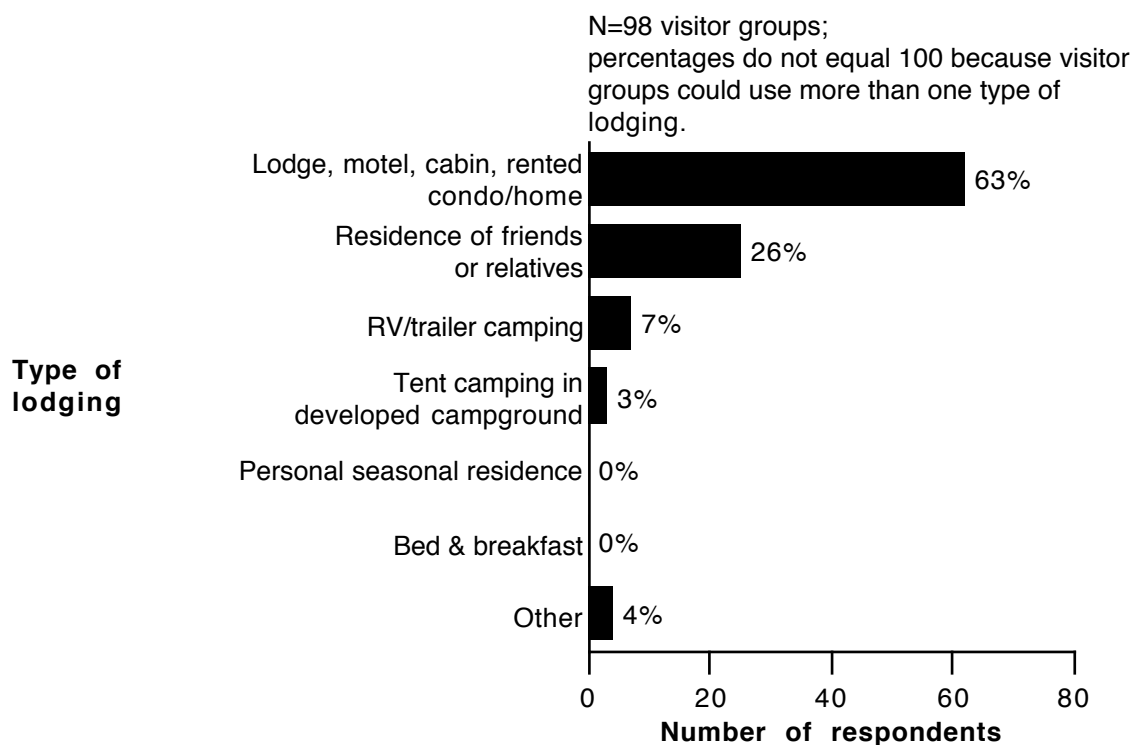 N=98 visitor groups;
percentages do not equal 100 because visitor
groups could use more than one type of
lodging.
Lodge, motel, cabin, rented
condo/home
63%
Residence of friends
or relatives
26%
RV/trailer camping
7%
Type of
lodging
Tent camping in
developed campground
3%
Personal seasonal residence
0%
Bed & breakfast
0%
Other
4%
0 20 40 60 80
Number of respondents